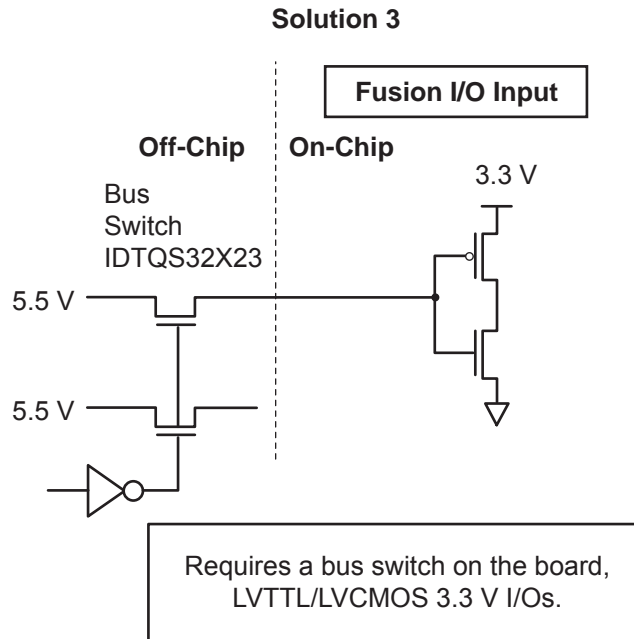 Solution 3
Fusion I/O Input
Off-Chip
On-Chip
Bus
Switch
IDTQS32X23
3.3 V
5.5 V
5.5 V
Requires a bus switch on the board,
LVTTL/LVCMOS 3.3 V I/Os.